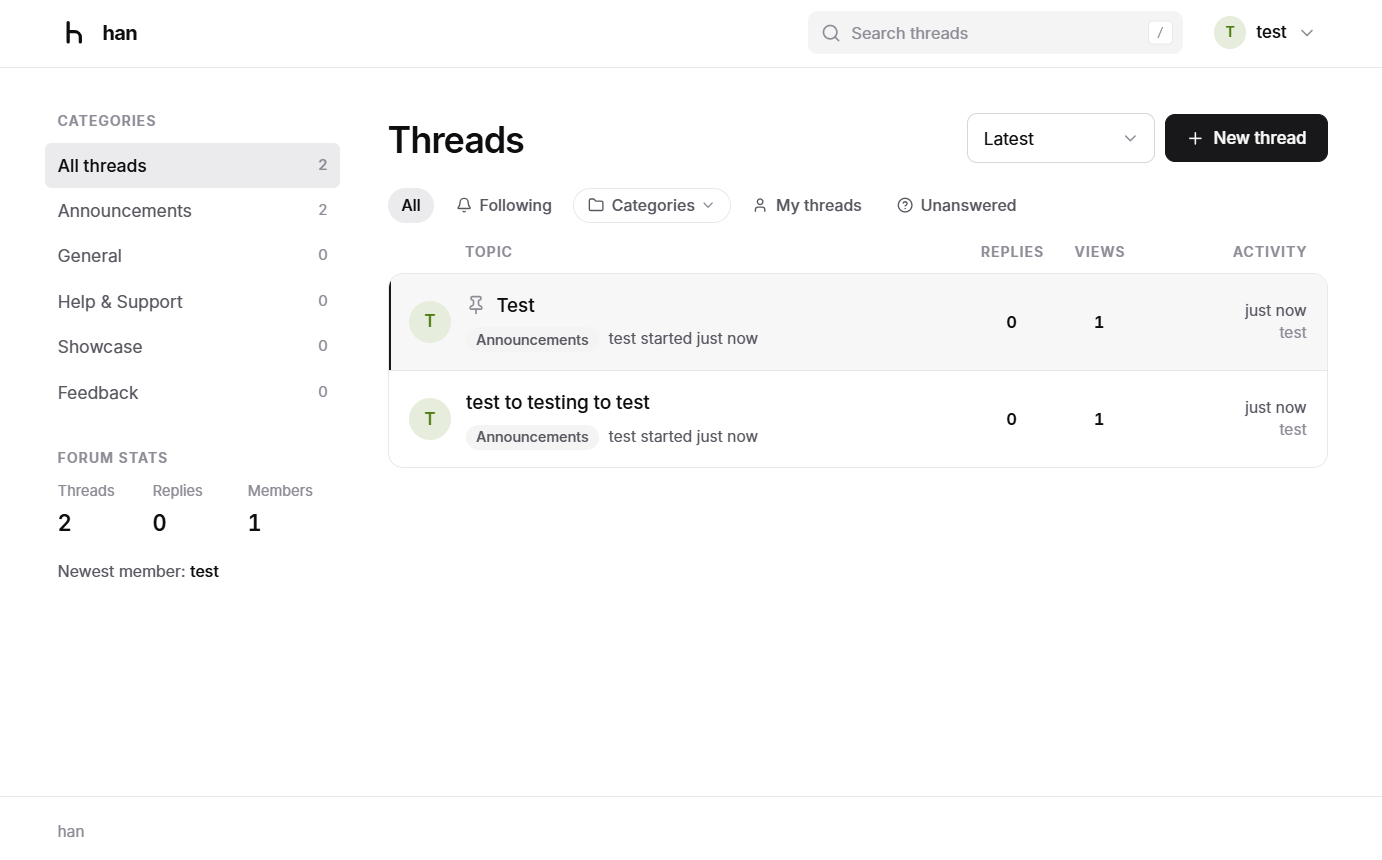 han
Search threads /
T test
CATEGORIES
All threads 2
Announcements 2
General 0
Help & Support 0
Showcase 0
Feedback 0
FORUM STATS
Threads Replies Members
2 0 1
Newest member: test
Threads
Latest
New thread
All Following Categories My threads Unanswered
TOPIC REPLIES VIEWS ACTIVITY
T Test 0 1 just now
Announcements test started just now test
T test to testing to test 0 1 just now
Announcements test started just now test
han